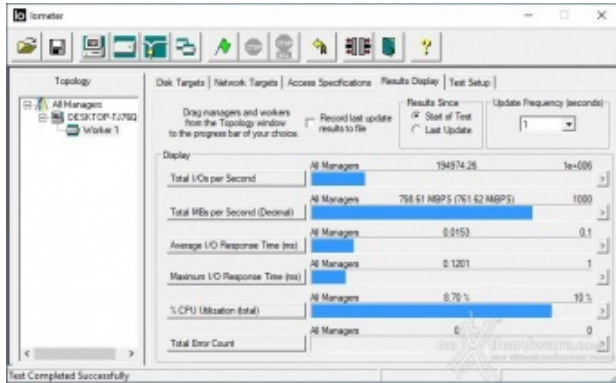 Iometer
Topology
All Managers
DESKTOP-TJ76Q
Worker 1
Disk Targets Network Targets Access Specifications Results Display Test Setup
Drag managers and workers
from the Topology window
to the progress bar of your choice.
Record last update
results to file
Results Since
Start of Test
Last Update
Update Frequency (seconds)
1
Display
All Managers 194974.26 1e+006
Total I/Os per Second
All Managers 798.61 MBPS (761.62 MiBPS) 1000
Total MBs per Second (Decimal)
All Managers 0.0153 0.1
Average I/O Response Time (ms)
All Managers 0.1201 1
Maximum I/O Response Time (ms)
All Managers 8.70 % 10 %
% CPU Utilization (total)
All Managers 0 0
Total Error Count
Test Completed Successfully